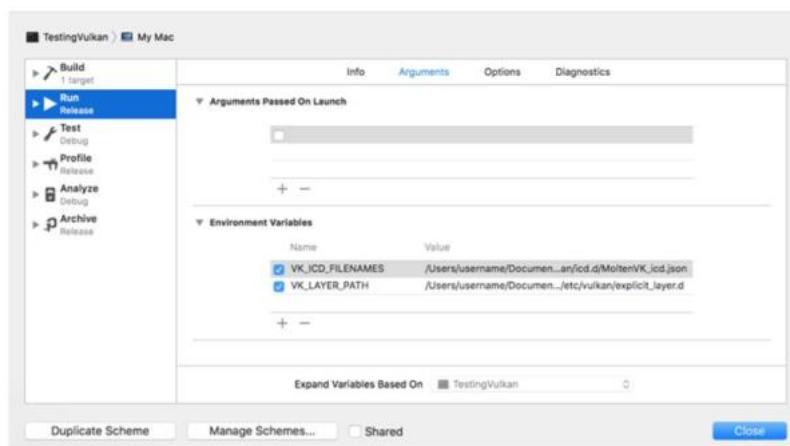 TestingVulkan › My Mac
Build
1 target
Run
Release
Test
Debug
Profile
Release
Analyze
Debug
Archive
Release
Info Arguments Options Diagnostics
Arguments Passed On Launch
+ −
Environment Variables
Name Value
VK_ICD_FILENAMES /Users/username/Documen...an/icd.d/MoltenVK_icd.json
VK_LAYER_PATH /Users/username/Documen.../etc/vulkan/explicit_layer.d
+ −
Expand Variables Based On TestingVulkan
Duplicate Scheme Manage Schemes... Shared Close